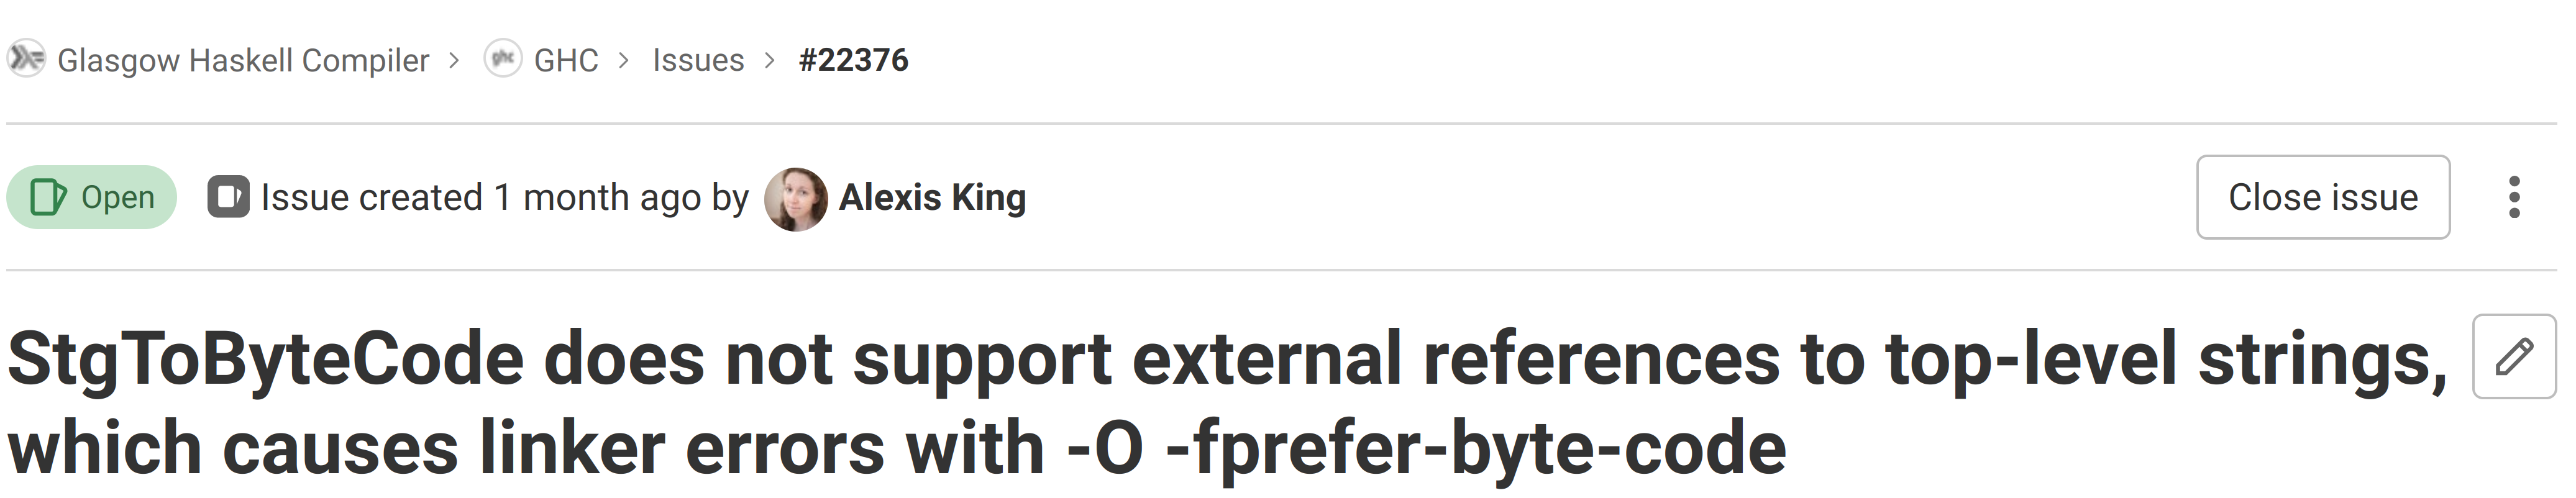 Glasgow Haskell Compiler > ghc GHC > Issues > #22376
Open Issue created 1 month ago by Alexis King Close issue
StgToByteCode does not support external references to top-level strings,
which causes linker errors with -O -fprefer-byte-code